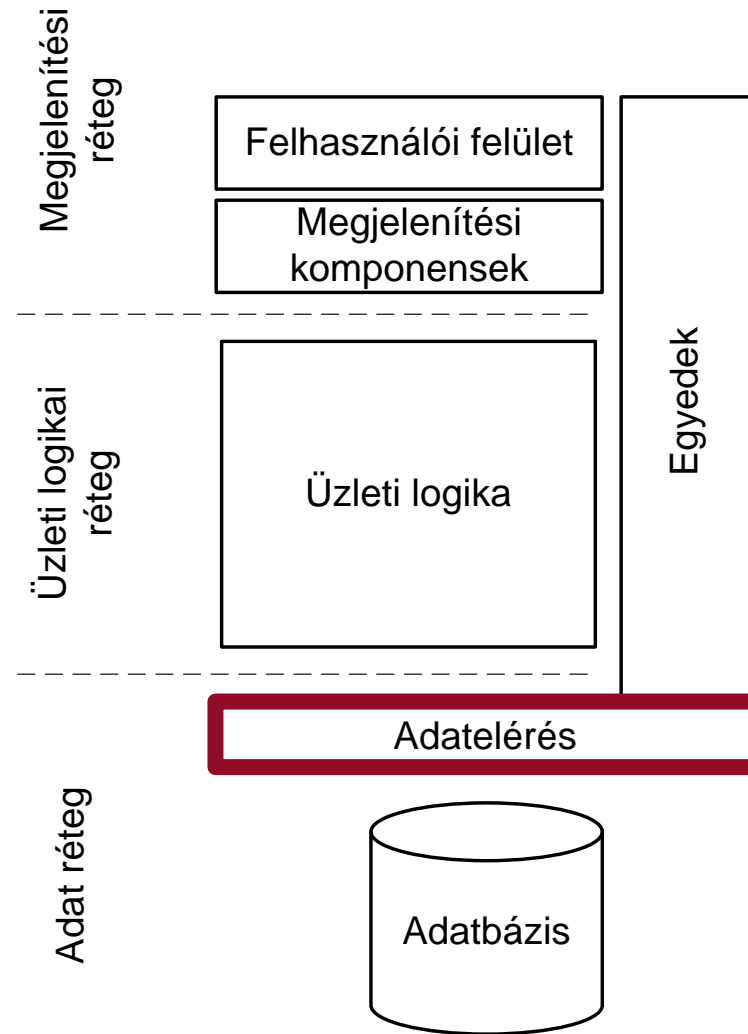 Megjelenítési
réteg
Felhasználói felület
Megjelenítési
komponensek
Egyedek
Üzleti logikai
réteg
Üzleti logika
Adatelérés
Adat réteg
Adatbázis